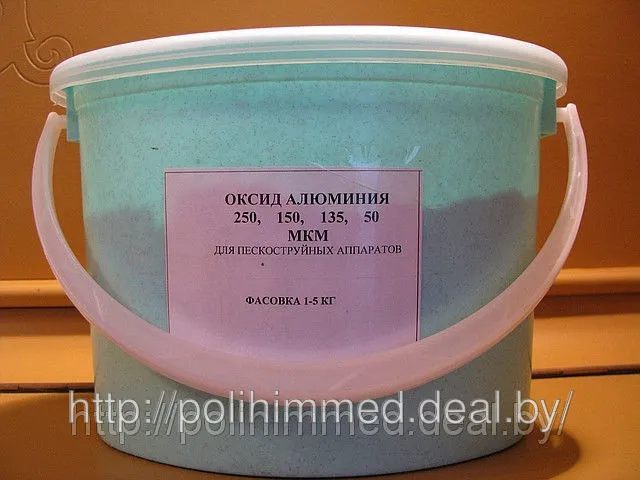 ОКСИД АЛЮМИНИЯ
250, 150, 135, 50
МКМ
ДЛЯ ПЕСКОСТРУЙНЫХ АППАРАТОВ
ФАСОВКА 1-5 КГ
http://polihimmed.deal.by/